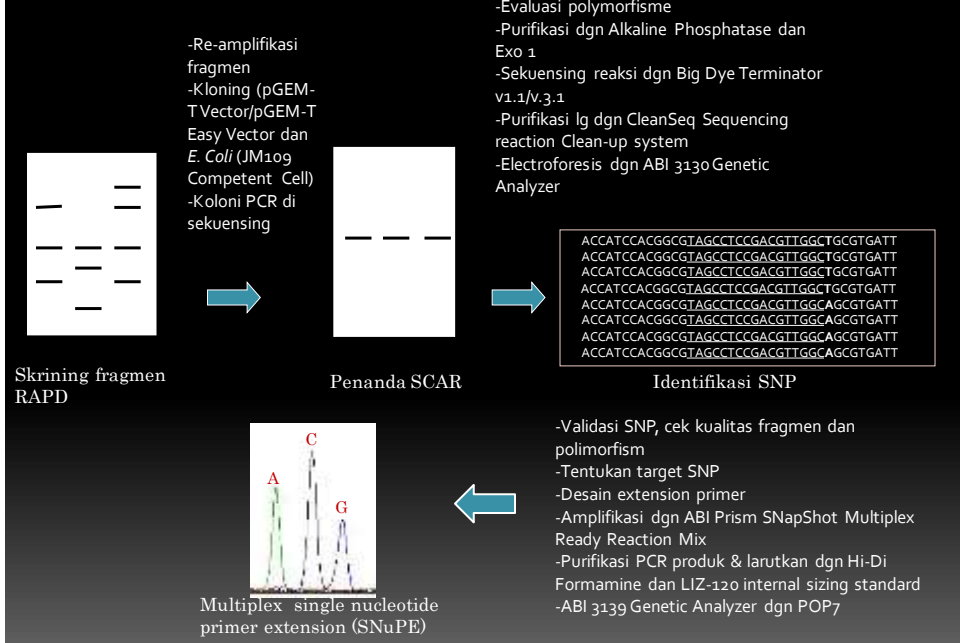 -Evaluasi polymorfisme
-Purifikasi dgn Alkaline Phosphatase dan
Exo 1
-Sekuensing reaksi dgn Big Dye Terminator
v1.1/v.3.1
-Purifikasi lg dgn CleanSeq Sequencing
reaction Clean-up system
-Electroforesis dgn ABI 3130 Genetic
Analyzer
-Re-amplifikasi
fragmen
-Kloning (pGEM-
T Vector/pGEM-T
Easy Vector dan
E. Coli (JM109
Competent Cell)
-Koloni PCR di
sekuensing
ACCATCCACGGCGTAGCCTCCGACGTTGGCTGCGTGATT
ACCATCCACGGCGTAGCCTCCGACGTTGGCTGCGTGATT
ACCATCCACGGCGTAGCCTCCGACGTTGGCTGCGTGATT
ACCATCCACGGCGTAGCCTCCGACGTTGGCTGCGTGATT
ACCATCCACGGCGTAGCCTCCGACGTTGGCAGCGTGATT
ACCATCCACGGCGTAGCCTCCGACGTTGGCAGCGTGATT
ACCATCCACGGCGTAGCCTCCGACGTTGGCAGCGTGATT
ACCATCCACGGCGTAGCCTCCGACGTTGGCAGCGTGATT
Skrining fragmen
RAPD
Penanda SCAR
Identifikasi SNP
-Validasi SNP, cek kualitas fragmen dan
polimorfism
-Tentukan target SNP
-Desain extension primer
-Amplifikasi dgn ABI Prism SNapShot Multiplex
Ready Reaction Mix
-Purifikasi PCR produk & larutkan dgn Hi-Di
Formamine dan LIZ-120 internal sizing standard
-ABI 3139 Genetic Analyzer dgn POP7
A
C
G
Multiplex single nucleotide
primer extension (SNuPE)